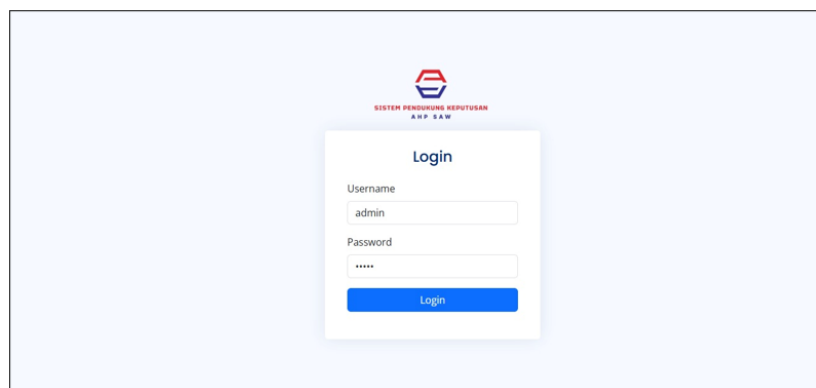 SISTEM PENDUKUNG KEPUTUSAN
AHP SAW
Login
Username
admin
Password
•••••
Login